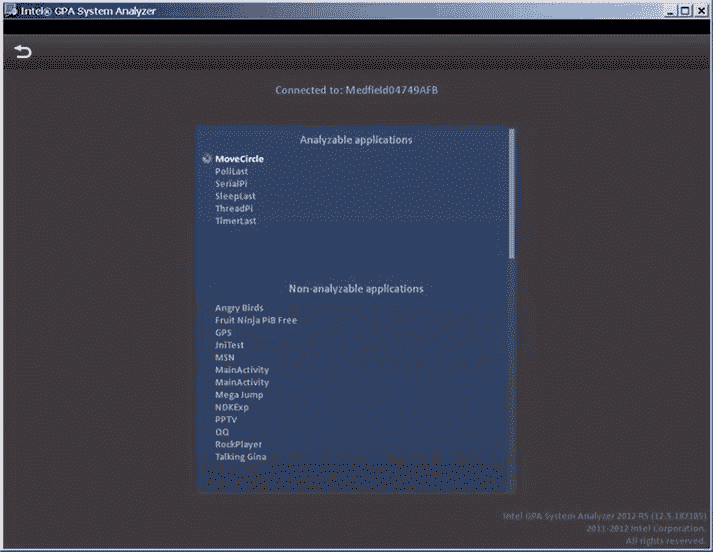 Intel® GPA System Analyzer
Connected to: Medfield04749AFB
Analyzable applications
MoveCircle
PollLast
SerialPi
SleepLast
ThreadPi
TimerLast
Non-analyzable applications
Angry Birds
Fruit Ninja PiB Free
GPS
JniTest
MSN
MainActivity
MainActivity
Mega Jump
NDKExp
PPTV
QQ
RockPlayer
Talking Gina
Intel GPA System Analyzer 2012 R5 (12.5.187105)
2011-2012 Intel Corporation.
All rights reserved.